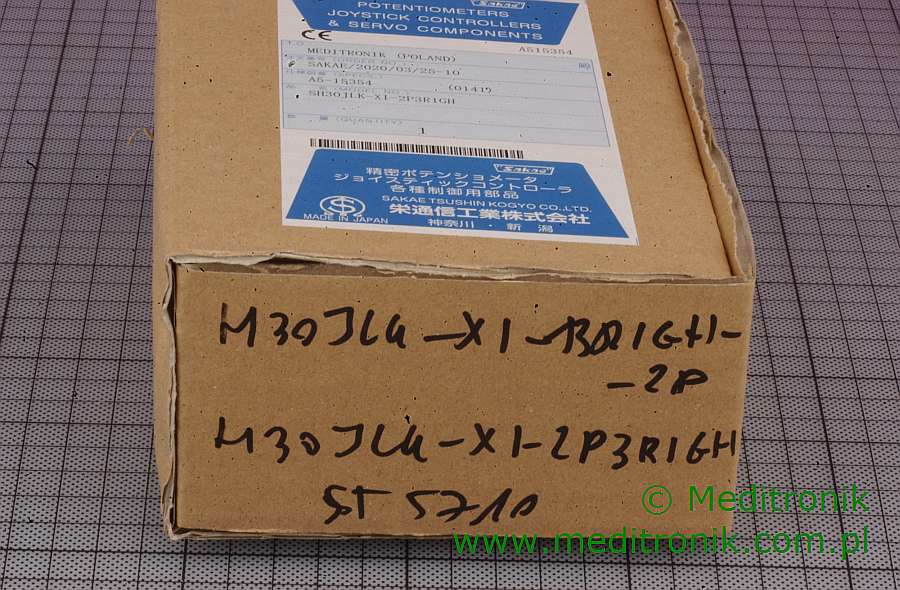 Sakae
POTENTIOMETERS
JOYSTICK CONTROLLERS
& SERVO COMPONENTS
CE
A515354
MEDITRONIK (POLAND)
SAKAE/2020/03/25-10
A5-15354 (0141)
SH30JLK-X1-2P3R1GH
(QUANTITY)
1
Sakae
精密ポテンショメータ
ジョイスティックコントローラ
各種制御用部品
SAKAE TSUSHIN KOGYO CO.,LTD.
栄通信工業株式会社
MADE IN JAPAN
神奈川・新潟
M30JLK-X1-3R1GH-
-2P
M30JLK-X1-2P3R1GH
ST 5710
© Meditronik
www.meditronik.com.pl